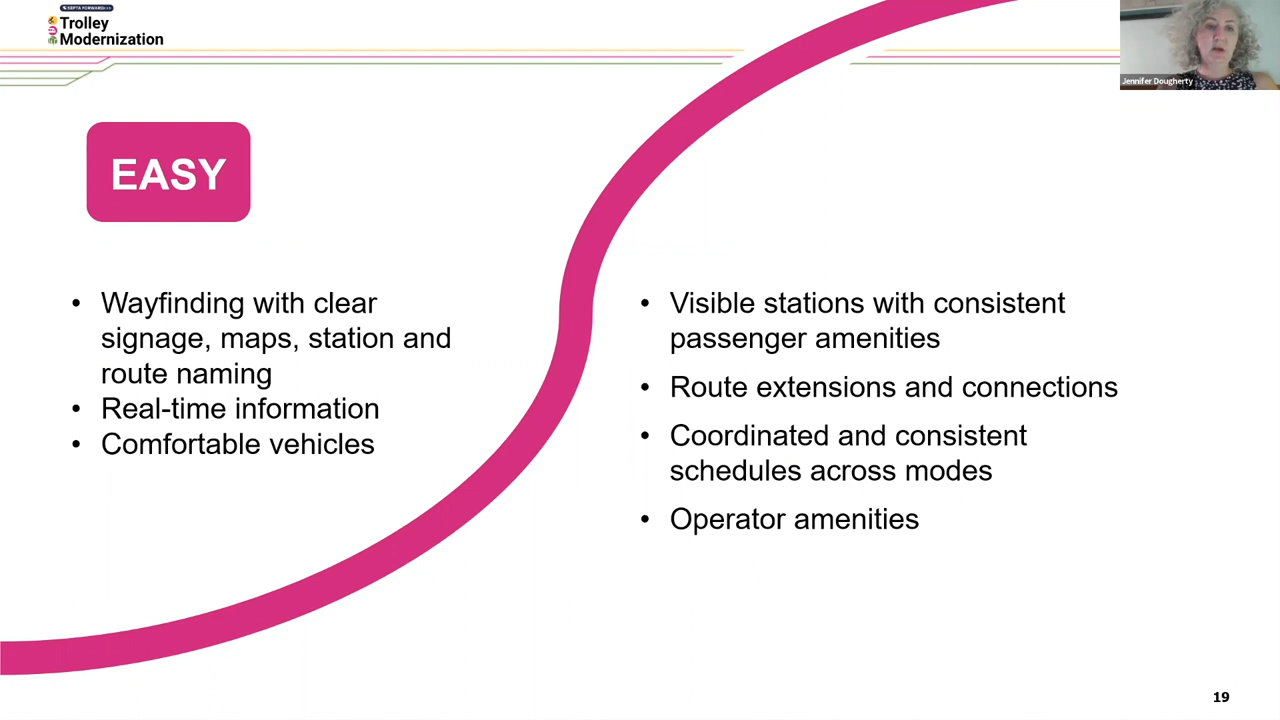 SEPTA FORWARD
Trolley
Modernization
Jennifer Dougherty
EASY
• Wayfinding with clear
signage, maps, station and
route naming
• Real-time information
• Comfortable vehicles
• Visible stations with consistent
passenger amenities
• Route extensions and connections
• Coordinated and consistent
schedules across modes
• Operator amenities
19